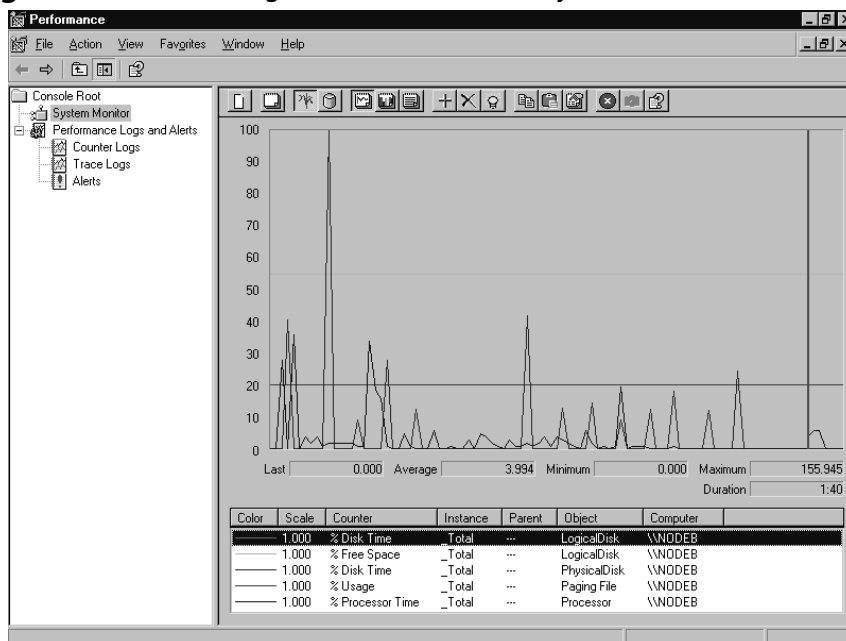 Performance
File Action View Favorites Window Help
Console Root
System Monitor
Performance Logs and Alerts
Counter Logs
Trace Logs
Alerts
100
90
80
70
60
50
40
30
20
10
0
Last 0.000 Average 3.994 Minimum 0.000 Maximum 155.945
Duration 1:40
Color Scale Counter Instance Parent Object Computer
1.000 % Disk Time _Total --- LogicalDisk \\NODEB
1.000 % Free Space _Total --- LogicalDisk \\NODEB
1.000 % Disk Time _Total --- PhysicalDisk \\NODEB
1.000 % Usage _Total --- Paging File \\NODEB
1.000 % Processor Time _Total --- Processor \\NODEB